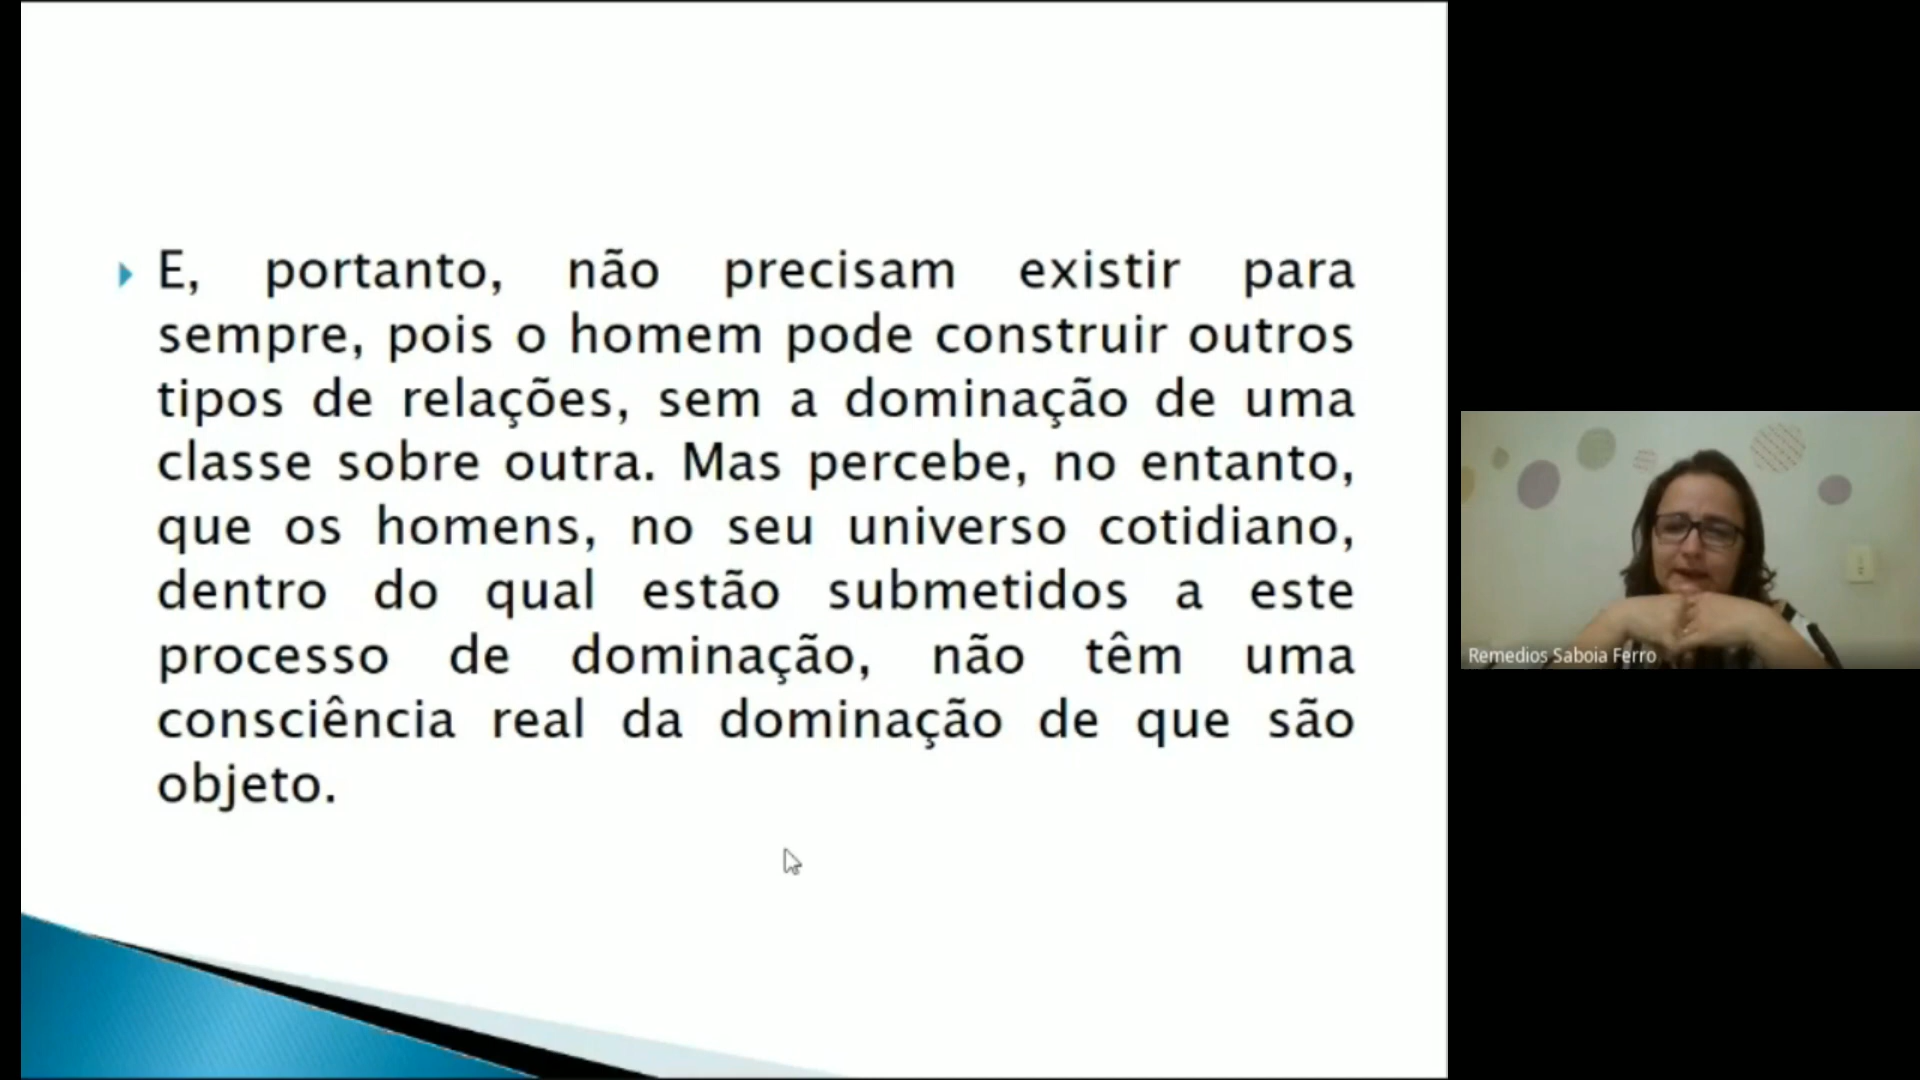 E, portanto, não precisam existir para
sempre, pois o homem pode construir outros
tipos de relações, sem a dominação de uma
classe sobre outra. Mas percebe, no entanto,
que os homens, no seu universo cotidiano,
dentro do qual estão submetidos a este
processo de dominação, não têm uma
consciência real da dominação de que são
objeto.
Remedios Saboia Ferro